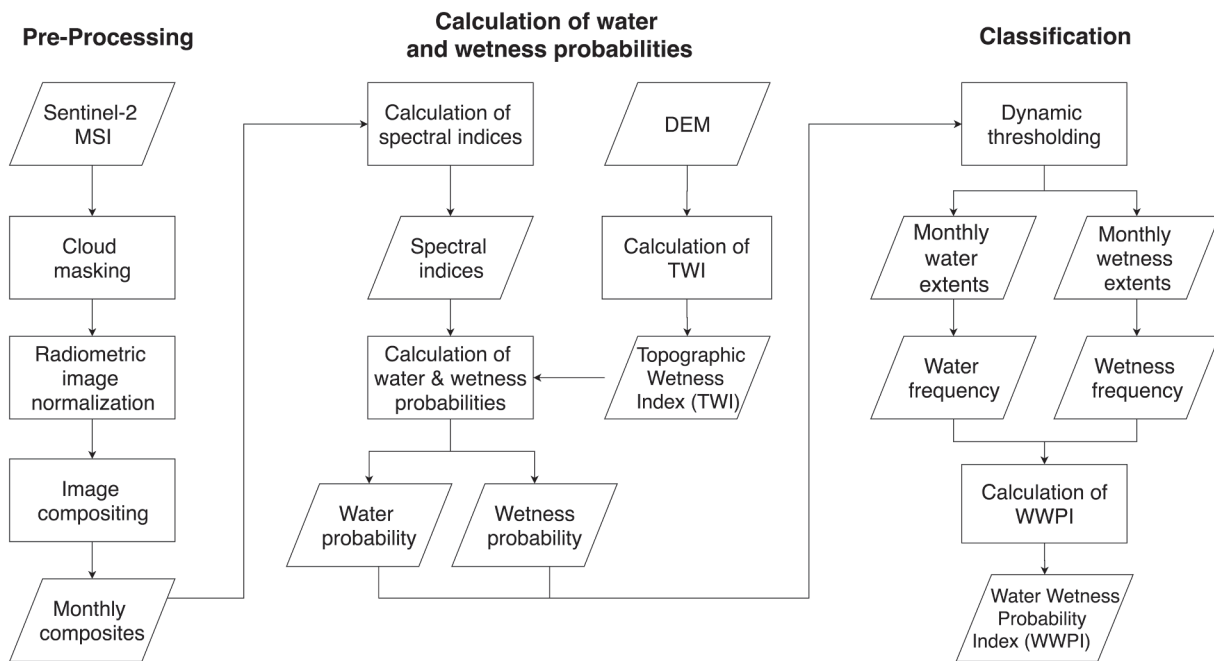 Pre-Processing
Sentinel-2
MSI
Cloud
masking
Radiometric
image
normalization
Image
compositing
Monthly
composites
Calculation of water
and wetness probabilities
Calculation of
spectral indices
Spectral
indices
DEM
Calculation of
TWI
Topographic
Wetness
Index (TWI)
Calculation of
water & wetness
probabilities
Water
probability
Wetness
probability
Classification
Dynamic
thresholding
Monthly
water
extents
Monthly
wetness
extents
Water
frequency
Wetness
frequency
Calculation of
WWPI
Water Wetness
Probability
Index (WWPI)